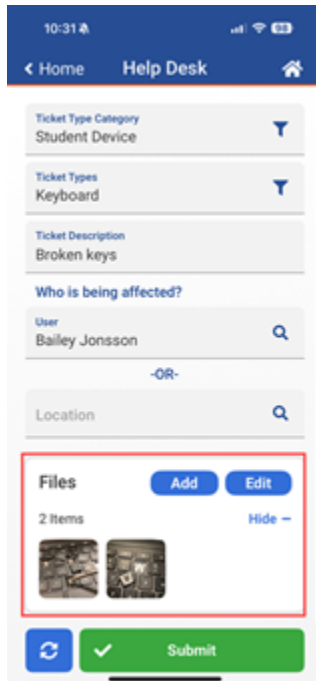 10:31
98
Home Help Desk
Ticket Type Category
Student Device
Ticket Types
Keyboard
Ticket Description
Broken keys
Who is being affected?
User
Bailey Jonsson
-OR-
Location
Files Add Edit
2 Items Hide −
Submit